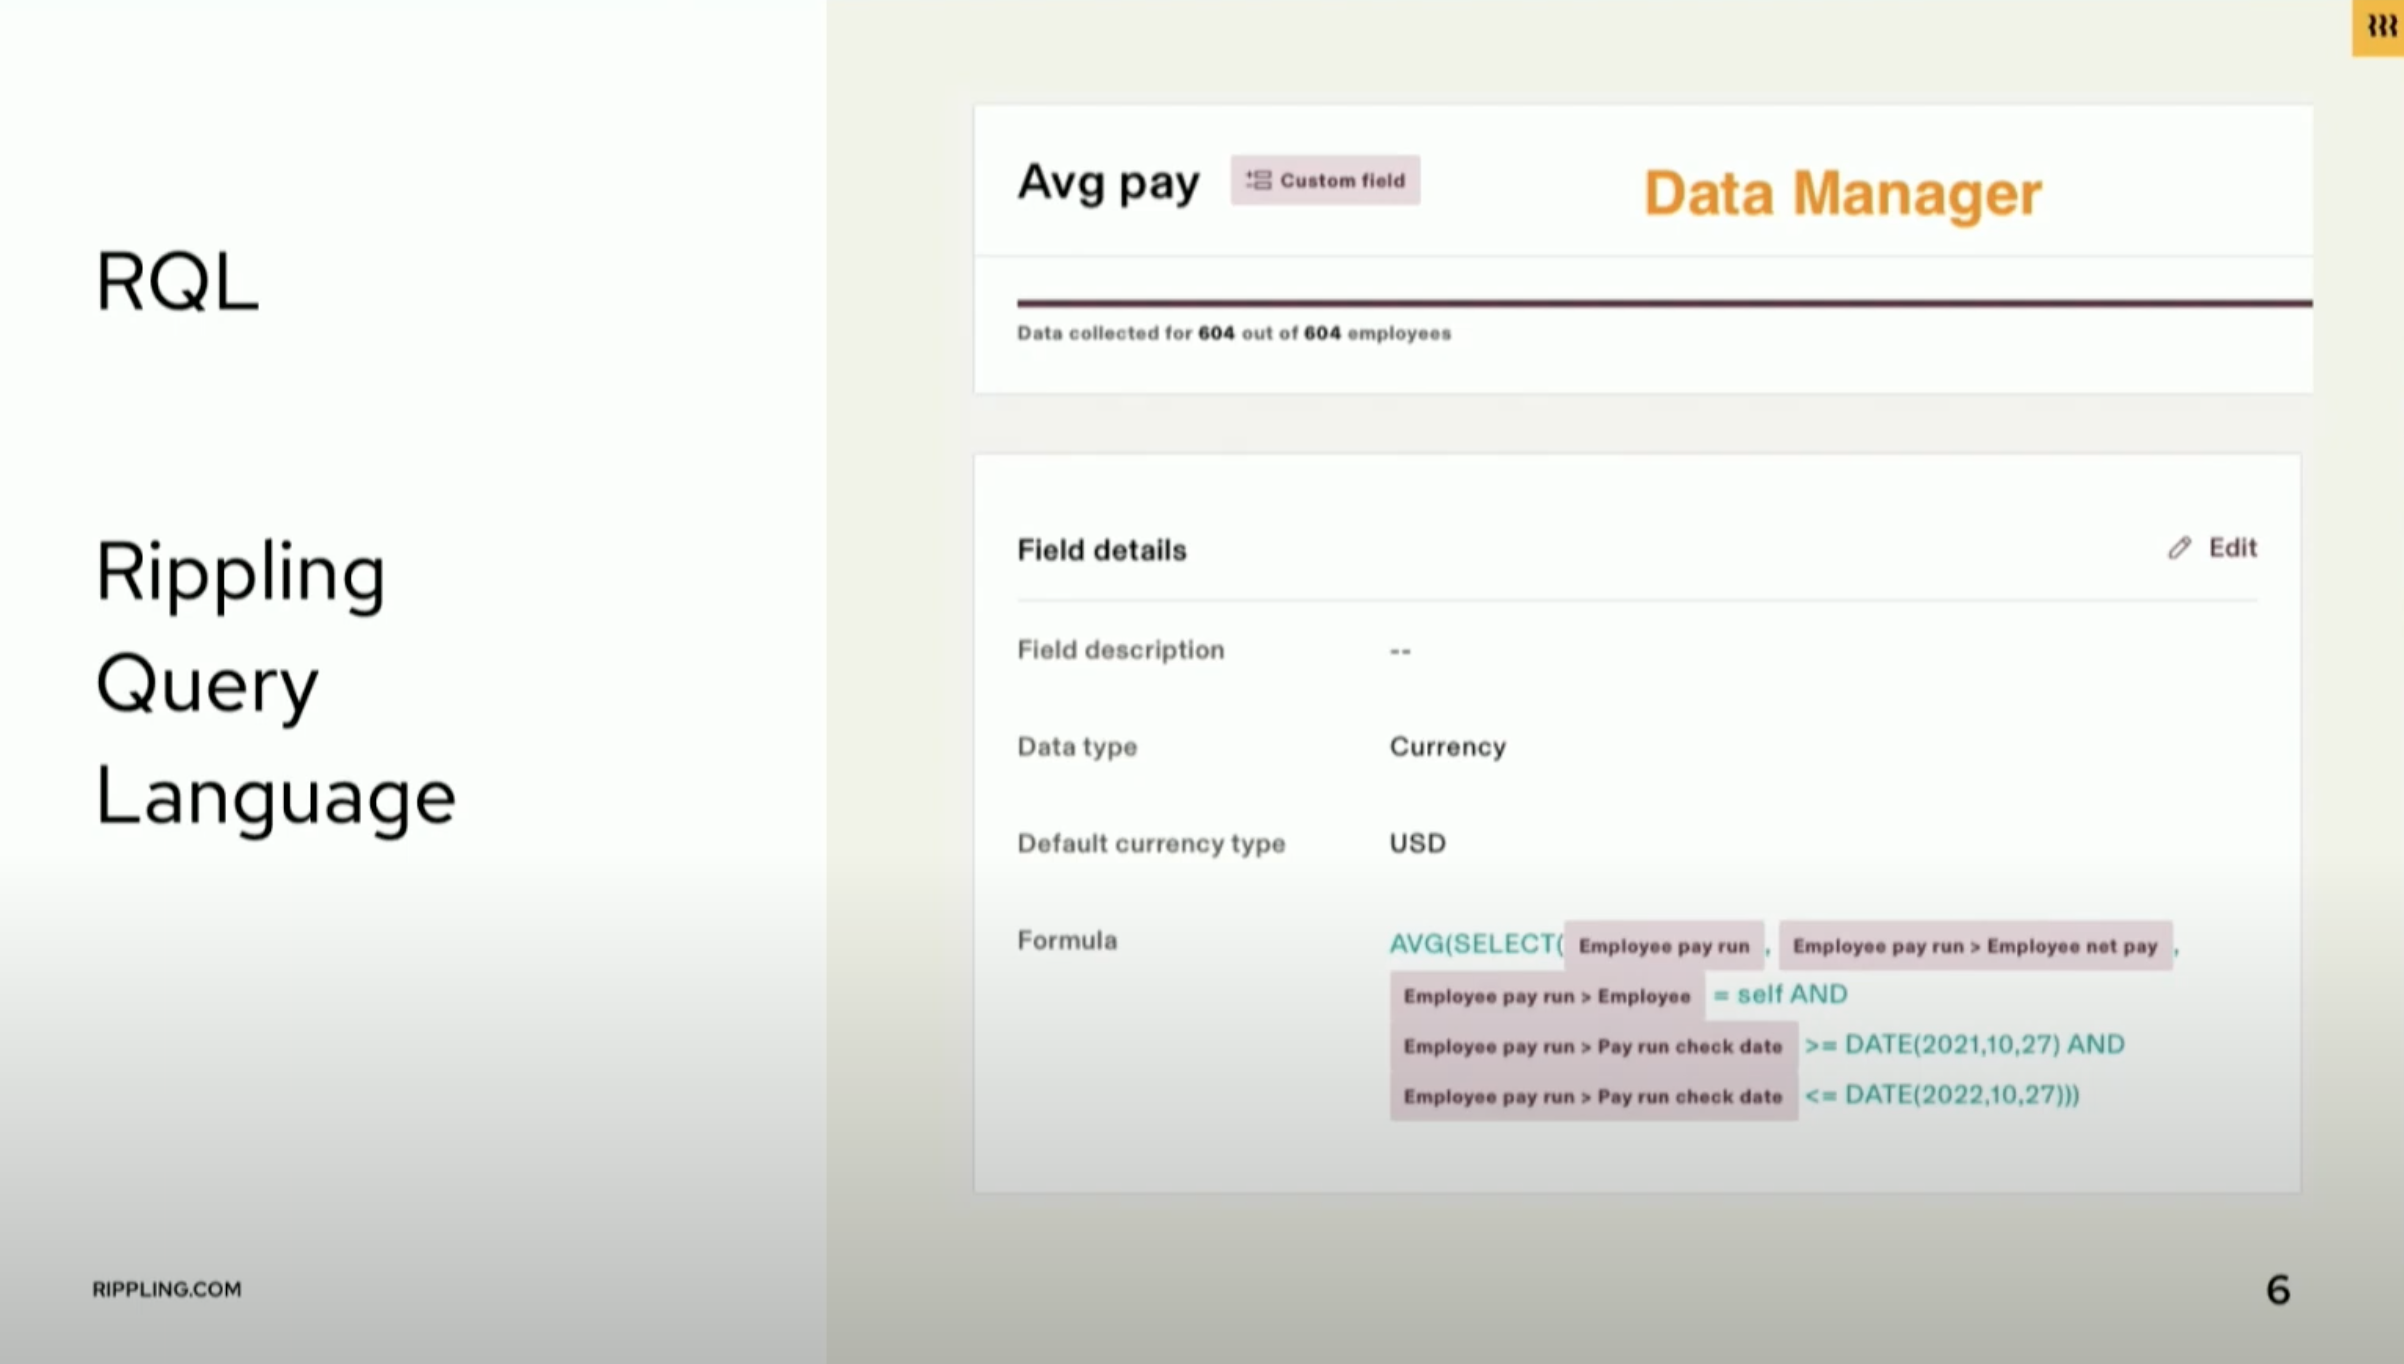 RQL
Rippling
Query
Language
RIPPLING.COM
Avg pay
Custom field
Data Manager
Data collected for 604 out of 604 employees
Field details
Edit
Field description
--
Data type
Currency
Default currency type
USD
Formula
AVG(SELECT( Employee pay run , Employee pay run > Employee net pay ,
Employee pay run > Employee = self AND
Employee pay run > Pay run check date >= DATE(2021,10,27) AND
Employee pay run > Pay run check date <= DATE(2022,10,27)))
6